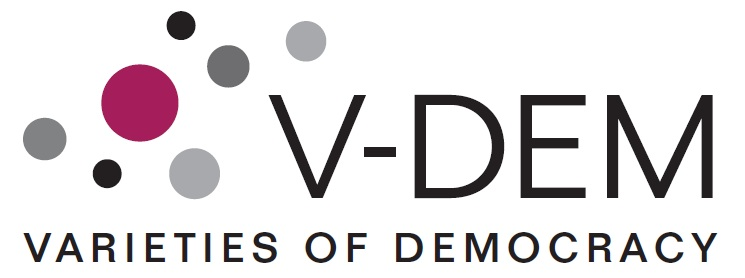 V-DEM
VARIETIES OF DEMOCRACY